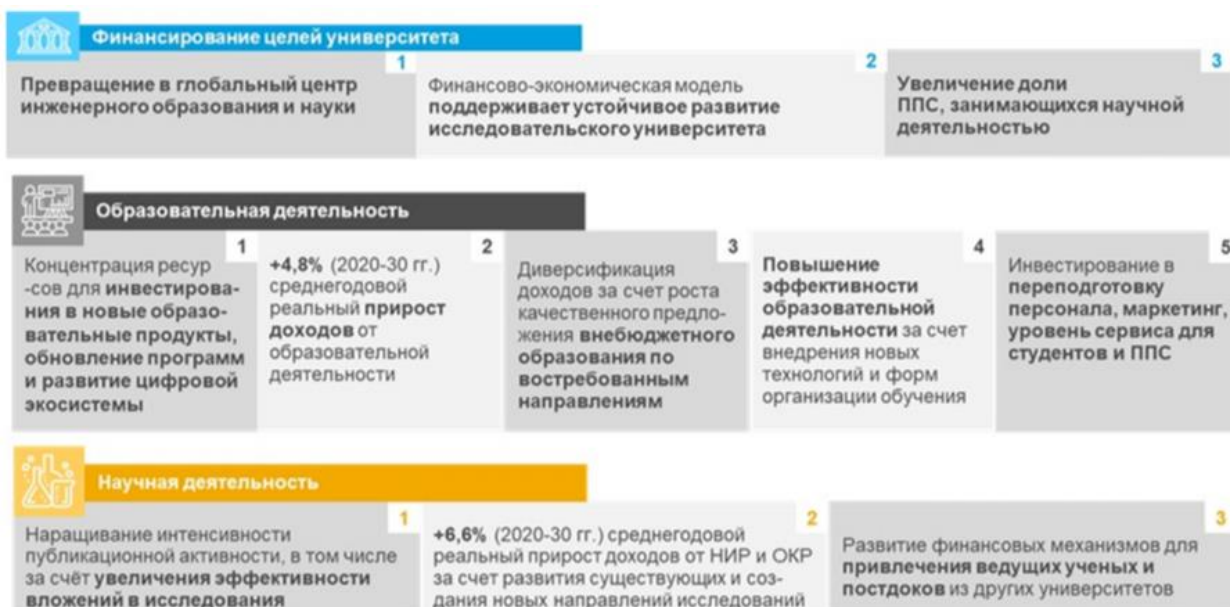 Финансирование целей университета
1
Превращение в глобальный центр
инженерного образования и науки
2
Финансово-экономическая модель
поддерживает устойчивое развитие
исследовательского университета
3
Увеличение доли
ППС, занимающихся научной
деятельностью
Образовательная деятельность
1
Концентрация ресур
-сов для инвестирова-
ния в новые образо-
вательные продукты,
обновление программ
и развитие цифровой
экосистемы
2
+4,8% (2020-30 гг.)
среднегодовой
реальный прирост
доходов от
образовательной
деятельности
3
Диверсификация
доходов за счет роста
качественного предло-
жения внебюджетного
образования по
востребованным
направлениям
4
Повышение
эффективности
образовательной
деятельности за счет
внедрения новых
технологий и форм
организации обучения
5
Инвестирование в
переподготовку
персонала, маркетинг,
уровень сервиса для
студентов и ППС
Научная деятельность
1
Наращивание интенсивности
публикационной активности, в том числе
за счёт увеличения эффективности
вложений в исследования
2
+6,6% (2020-30 гг.) среднегодовой
реальный прирост доходов от НИР и ОКР
за счет развития существующих и соз-
дания новых направлений исследований
3
Развитие финансовых механизмов для
привлечения ведущих ученых и
постдоков из других университетов